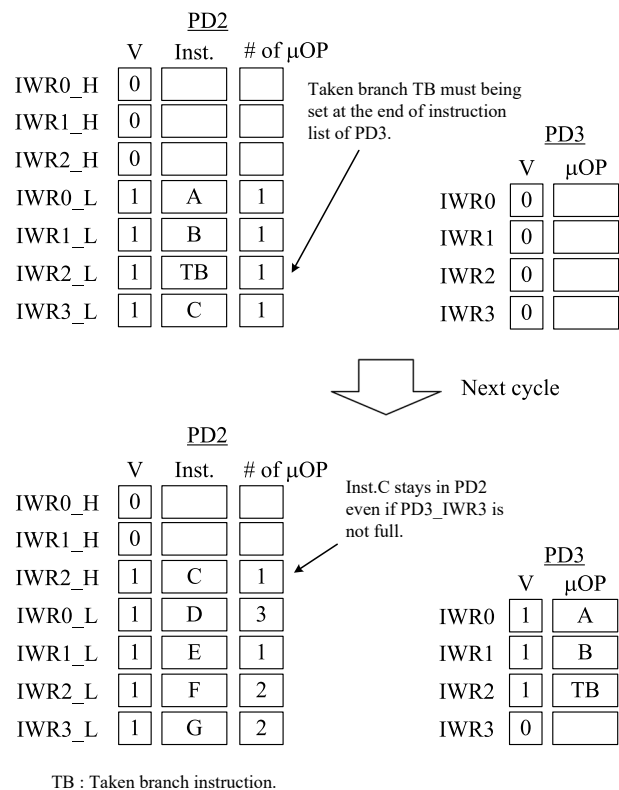 PD2
V Inst. # of μOP
IWR0_H 0
IWR1_H 0
IWR2_H 0
IWR0_L 1 A 1
IWR1_L 1 B 1
IWR2_L 1 TB 1
IWR3_L 1 C 1
Taken branch TB must being
set at the end of instruction
list of PD3.
PD3
V μOP
IWR0 0
IWR1 0
IWR2 0
IWR3 0
Next cycle
PD2
V Inst. # of μOP
IWR0_H 0
IWR1_H 0
IWR2_H 1 C 1
IWR0_L 1 D 3
IWR1_L 1 E 1
IWR2_L 1 F 2
IWR3_L 1 G 2
Inst.C stays in PD2
even if PD3_IWR3 is
not full.
PD3
V μOP
IWR0 1 A
IWR1 1 B
IWR2 1 TB
IWR3 0
TB : Taken branch instruction.